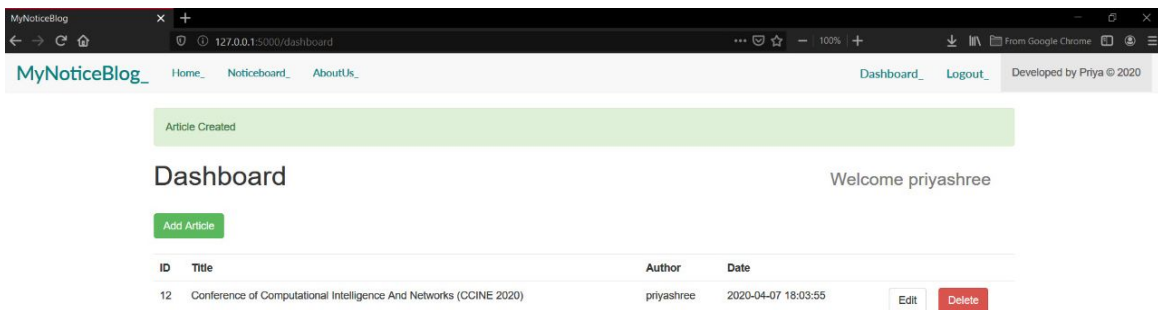 MyNoticeBlog
127.0.0.1:5000/dashboard
100%
From Google Chrome
MyNoticeBlog_ Home_ Noticeboard_ AboutUs_ Dashboard_ Logout_ Developed by Priya © 2020
Article Created
Dashboard
Welcome priyashree
Add Article
ID Title Author Date
12 Conference of Computational Intelligence And Networks (CCINE 2020) priyashree 2020-04-07 18:03:55 Edit Delete